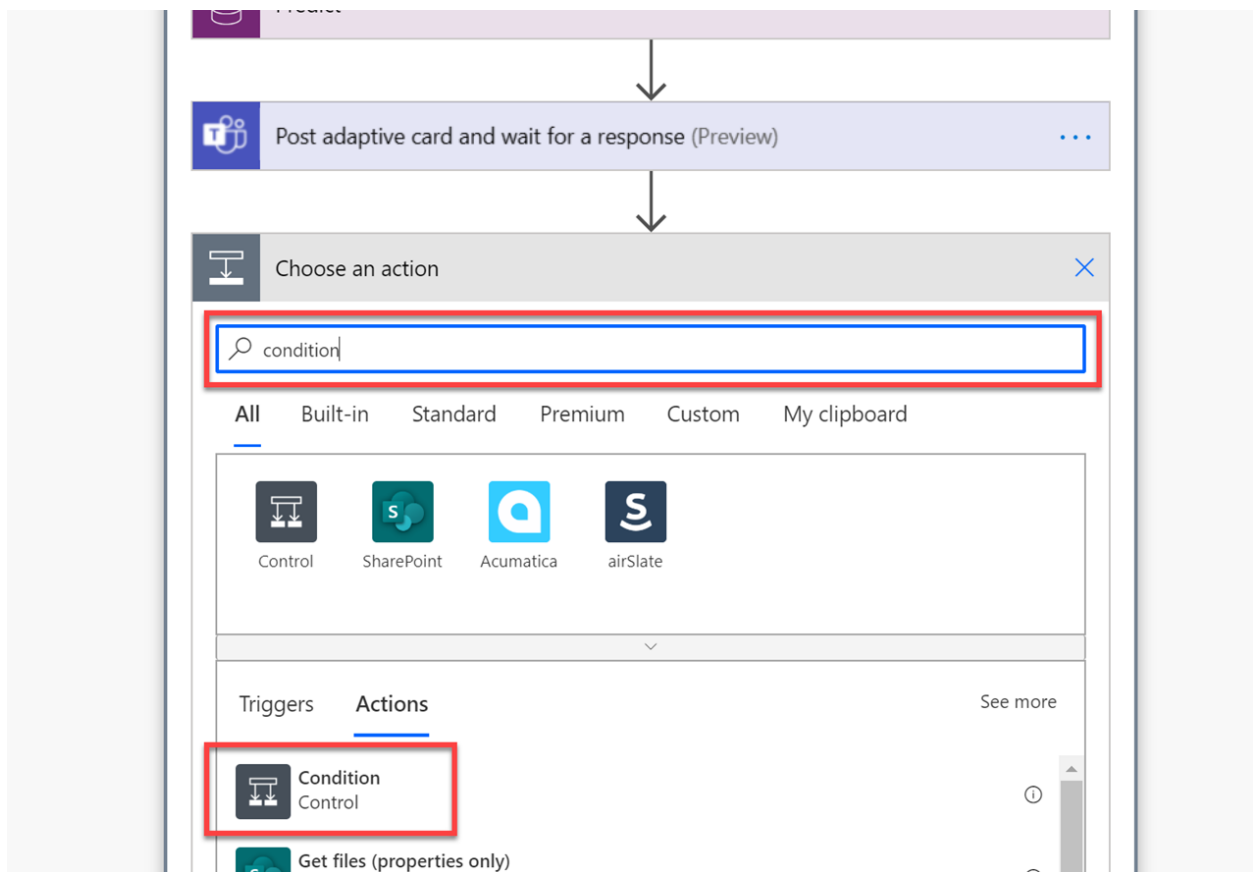 Predict
Post adaptive card and wait for a response (Preview)
Choose an action
condition
All Built-in Standard Premium Custom My clipboard
Control SharePoint Acumatica airSlate
Triggers Actions See more
Condition
Control
Get files (properties only)